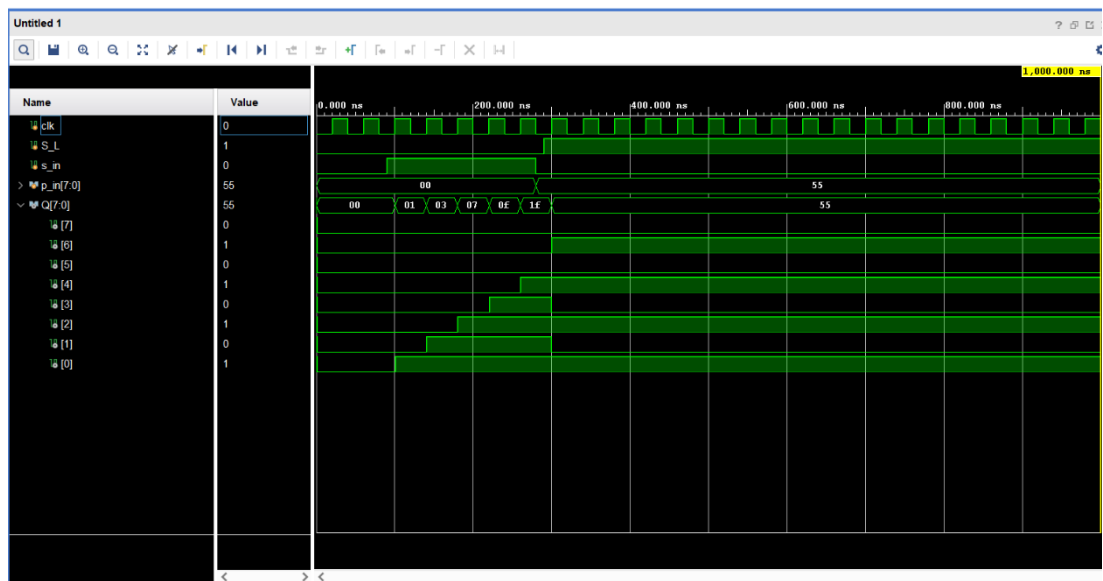 Untitled 1
1,000.000 ns
Name Value 0.000 ns 200.000 ns 400.000 ns 600.000 ns 800.000 ns
clk 0
S_L 1
s_in 0
p_in[7:0] 55 00 55
Q[7:0] 55 00 01 03 07 0f 1f 55
[7] 0
[6] 1
[5] 0
[4] 1
[3] 0
[2] 1
[1] 0
[0] 1